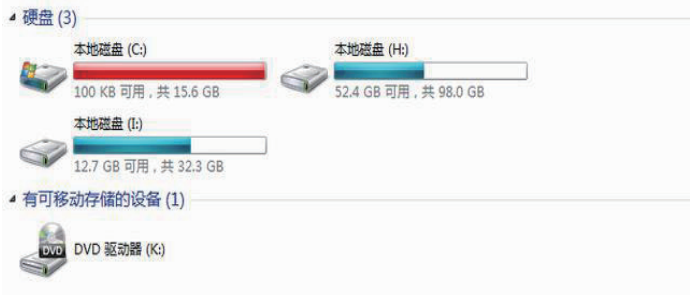 硬盘 (3)
本地磁盘 (C:)
100 KB 可用，共 15.6 GB
本地磁盘 (H:)
52.4 GB 可用，共 98.0 GB
本地磁盘 (I:)
12.7 GB 可用，共 32.3 GB
有可移动存储的设备 (1)
DVD
DVD 驱动器 (K:)